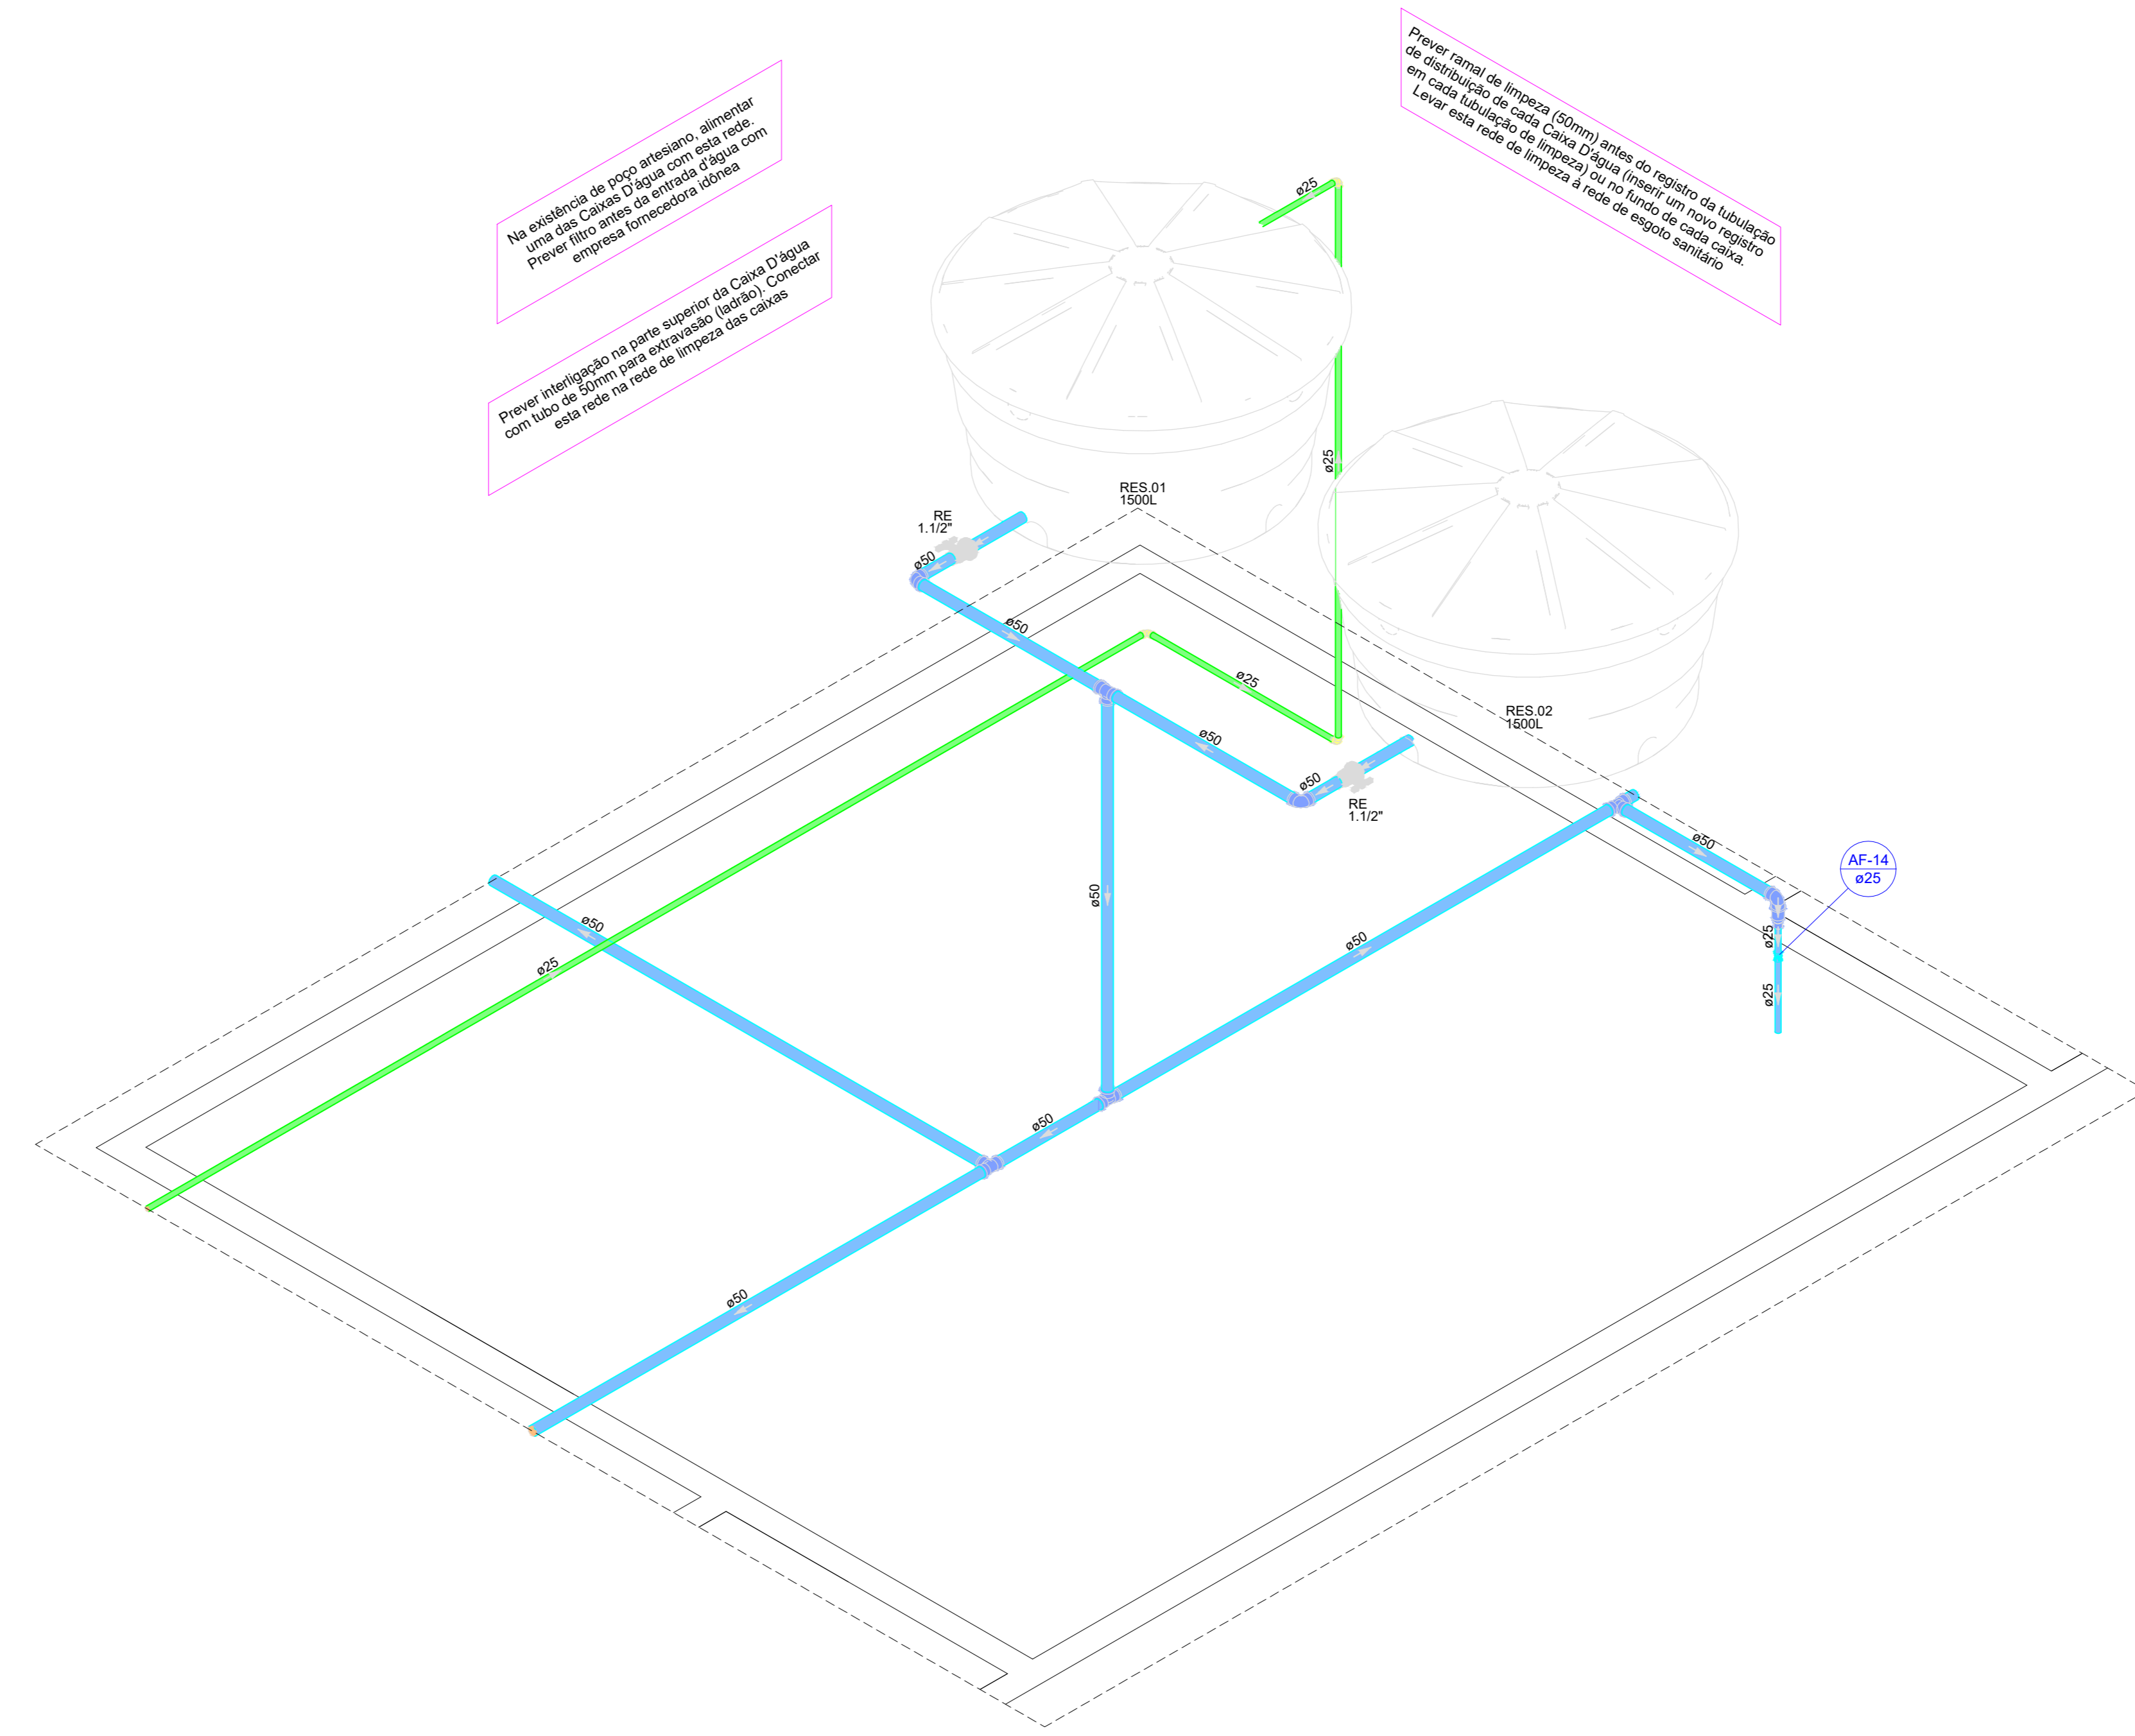 Na existência de poço artesiano, alimentar
uma das Caixas D'água com esta rede.
Prever filtro antes da entrada d'água com
empresa fornecedora idônea
Prever interligação na parte superior da Caixa D'água
com tubo de 50mm para extravasão (ladrão). Conectar
esta rede na rede de limpeza das caixas
Prever ramal de limpeza (50mm) antes do registro da tubulação
de distribuição de cada Caixa D'água (inserir um novo registro
em cada tubulação de limpeza) ou no fundo de cada caixa.
Levar esta rede de limpeza à rede de esgoto sanitário
ø25
ø25
RES.01
1500L
RE
1.1/2"
ø50
ø50
ø25
RES.02
1500L
ø50
ø50
RE
1.1/2"
ø50
AF-14
ø25
ø50
ø50
ø25
ø50
ø25
ø25
ø50
ø50